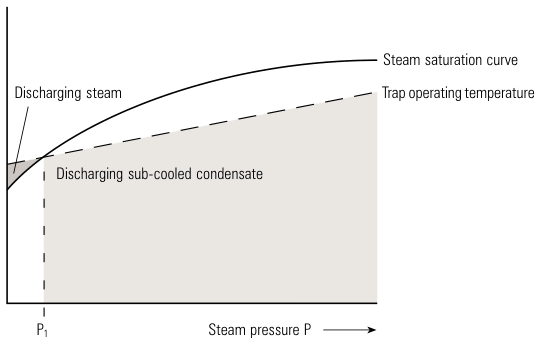 Steam saturation curve
Discharging steam
Trap operating temperature
Discharging sub-cooled condensate
P₁
Steam pressure P